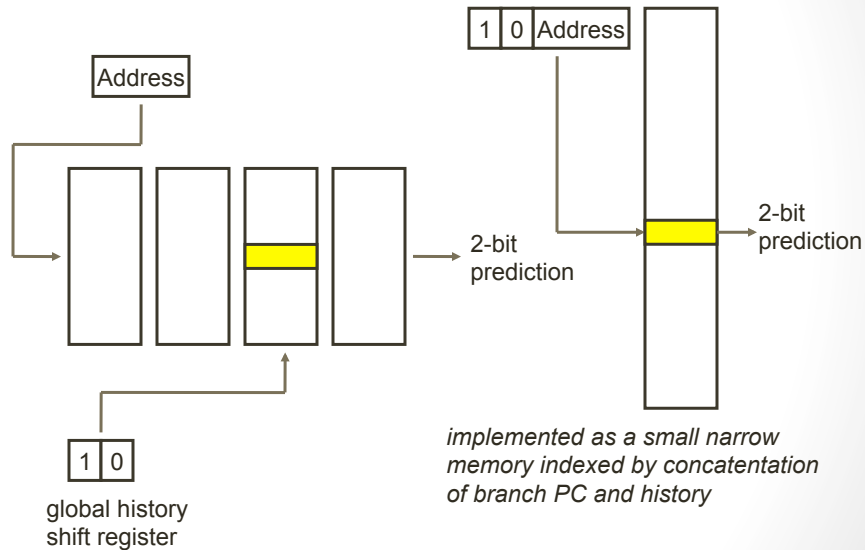 Address
2-bit
prediction
1 0
global history
shift register
1 0 Address
2-bit
prediction
implemented as a small narrow
memory indexed by concatentation
of branch PC and history